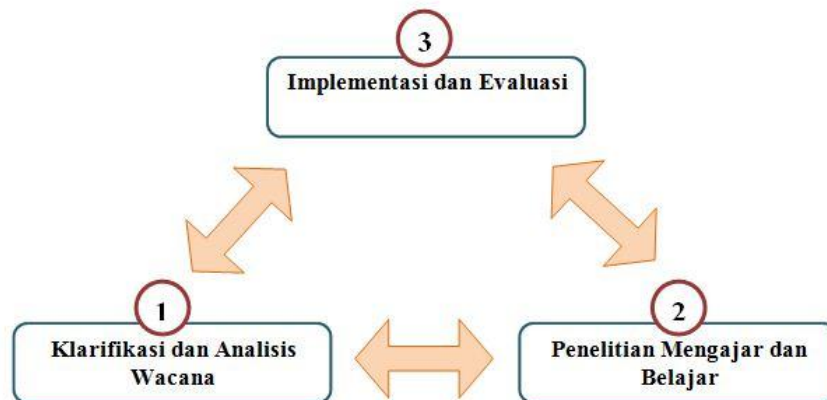 3
Implementasi dan Evaluasi
1
Klarifikasi dan Analisis
Wacana
2
Penelitian Mengajar dan
Belajar